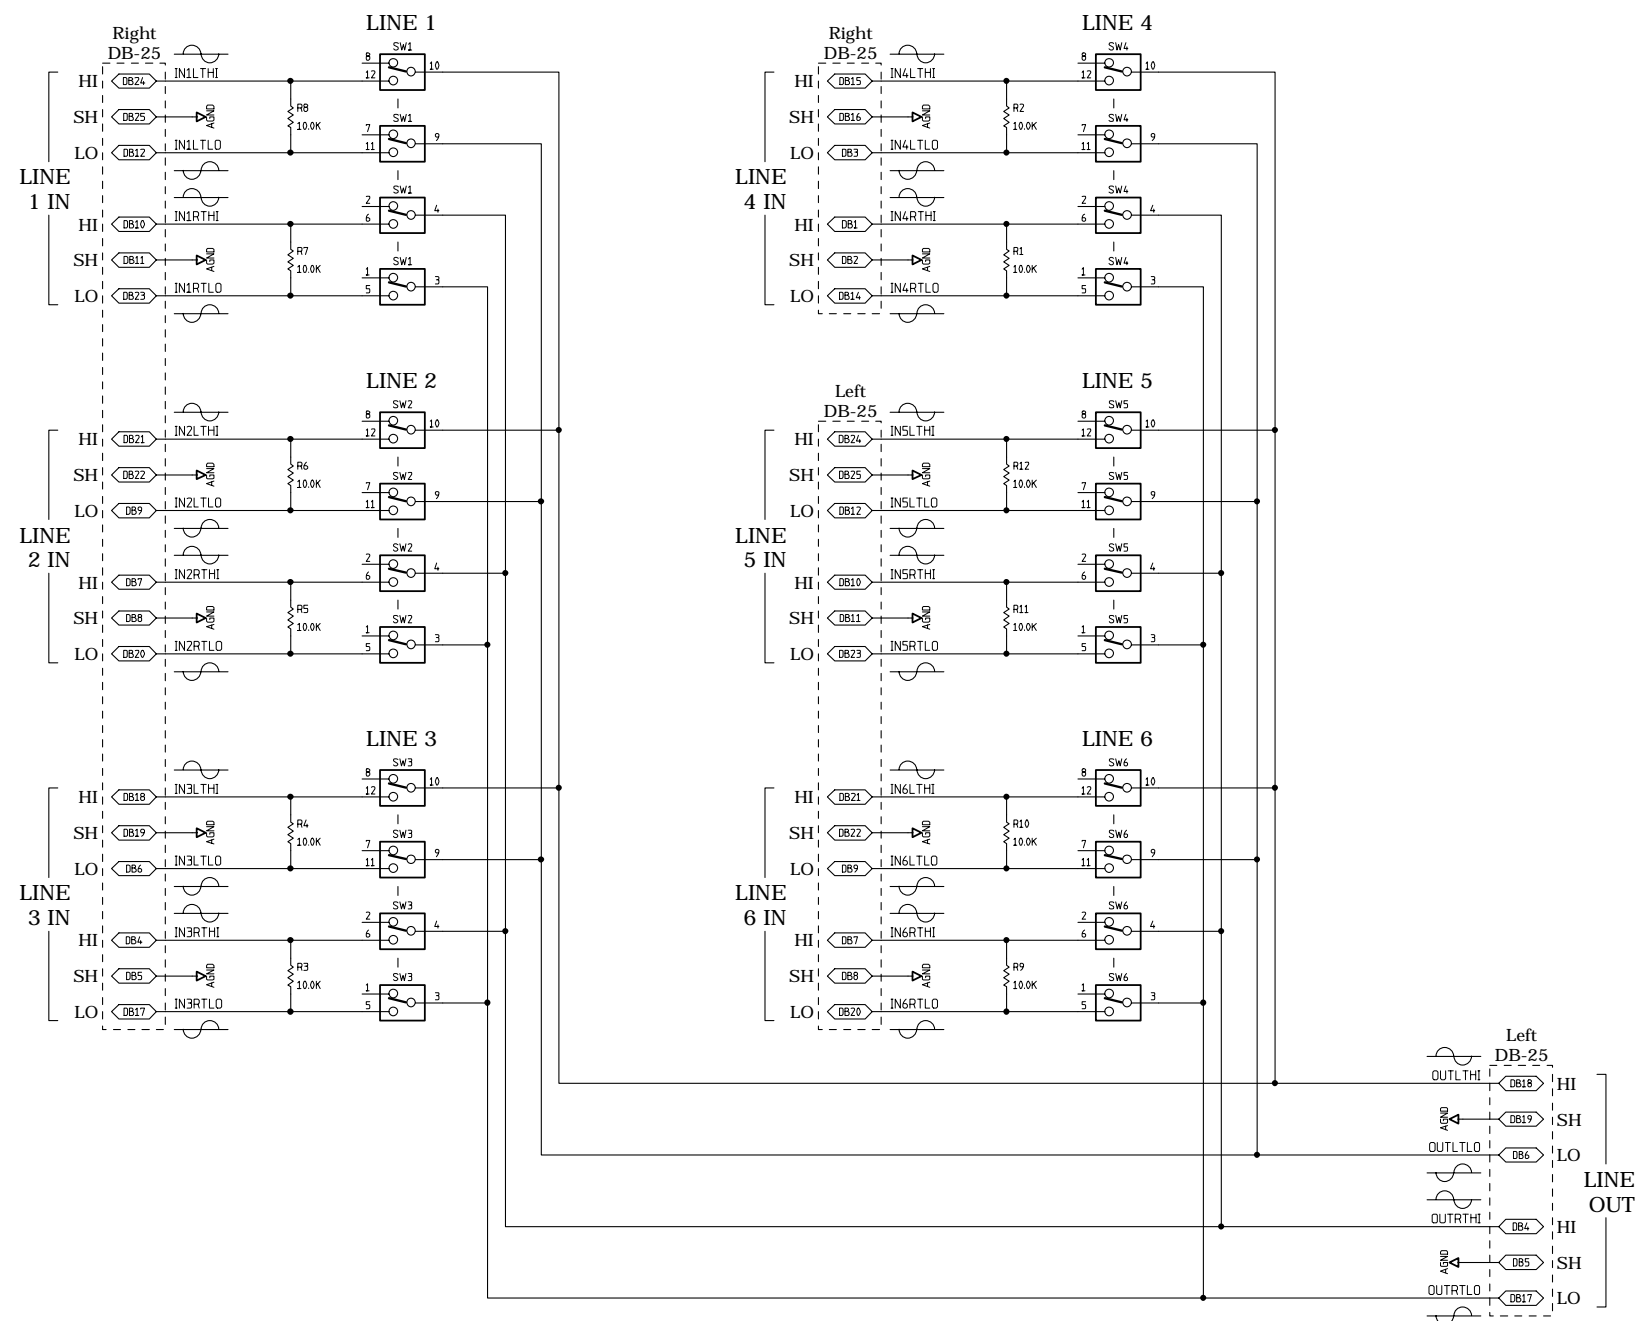 LINE 1
Right
DB-25
SW1
8
10
HI
DB24
IN1LTHI
12
SH
DB25
AGND
R8
10.0K
SW1
7
9
LO
DB12
IN1LTLO
11
LINE
1 IN
SW1
2
4
HI
DB10
IN1RTHI
6
SH
DB11
AGND
R7
10.0K
SW1
1
3
LO
DB23
IN1RTLO
5
LINE 2
SW2
8
10
HI
DB21
IN2LTHI
12
SH
DB22
AGND
R6
10.0K
SW2
7
9
LO
DB9
IN2LTLO
11
LINE
2 IN
SW2
2
4
HI
DB7
IN2RTHI
6
SH
DB8
AGND
R5
10.0K
SW2
1
3
LO
DB20
IN2RTLO
5
LINE 3
SW3
8
10
HI
DB18
IN3LTHI
12
SH
DB19
AGND
R4
10.0K
SW3
7
9
LO
DB6
IN3LTLO
11
LINE
3 IN
SW3
2
4
HI
DB4
IN3RTHI
6
SH
DB5
AGND
R3
10.0K
SW3
1
3
LO
DB17
IN3RTLO
5
LINE 4
Right
DB-25
SW4
8
10
HI
DB15
IN4LTHI
12
SH
DB16
AGND
R2
10.0K
SW4
7
9
LO
DB3
IN4LTLO
11
LINE
4 IN
SW4
2
4
HI
DB1
IN4RTHI
6
SH
DB2
AGND
R1
10.0K
SW4
1
3
LO
DB14
IN4RTLO
5
LINE 5
Left
DB-25
SW5
8
10
HI
DB24
IN5LTHI
12
SH
DB25
AGND
R12
10.0K
SW5
7
9
LO
DB12
IN5LTLO
11
LINE
5 IN
SW5
2
4
HI
DB10
IN5RTHI
6
SH
DB11
AGND
R11
10.0K
SW5
1
3
LO
DB23
IN5RTLO
5
LINE 6
SW6
8
10
HI
DB21
IN6LTHI
12
SH
DB22
AGND
R10
10.0K
SW6
7
9
LO
DB9
IN6LTLO
11
LINE
6 IN
SW6
2
4
HI
DB7
IN6RTHI
6
SH
DB8
AGND
R9
10.0K
SW6
1
3
LO
DB20
IN6RTLO
5
Left
DB-25
OUTLTHI
DB18
HI
AGND
DB19
SH
OUTLTLO
DB6
LO
LINE
OUT
OUTRTHI
DB4
HI
AGND
DB5
SH
OUTRTLO
DB17
LO